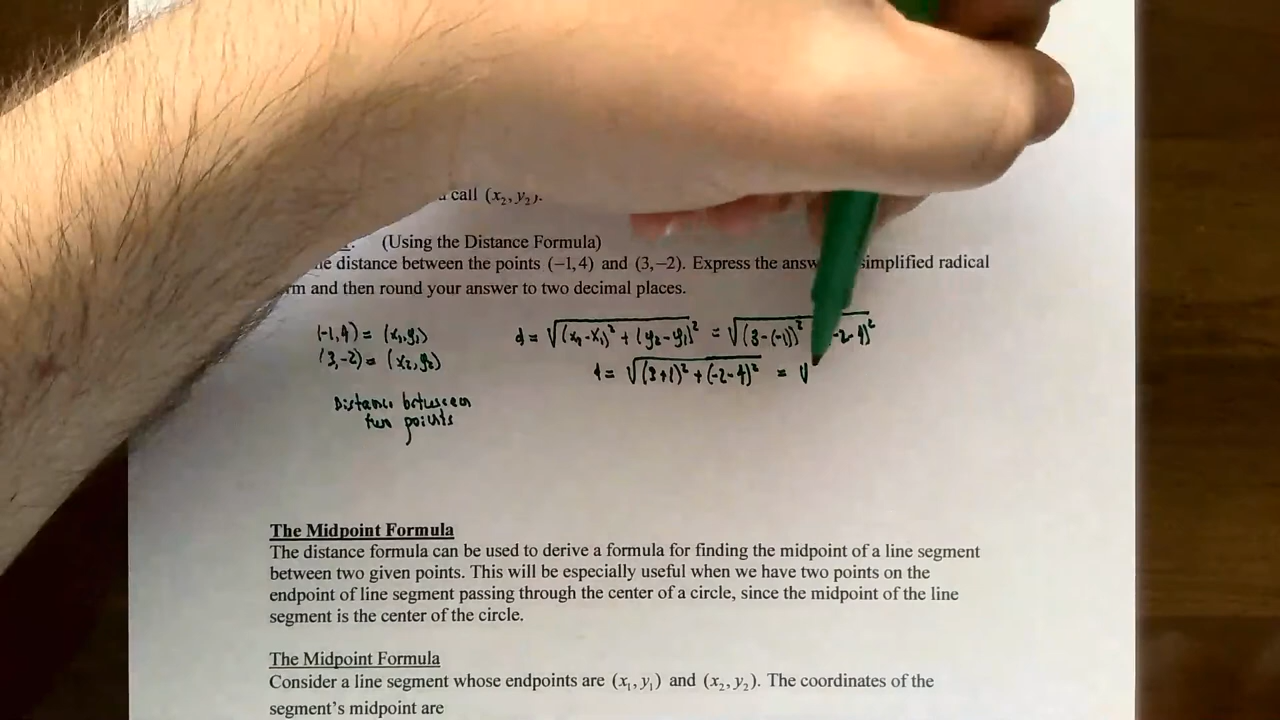 call (x₂, y₂).
(Using the Distance Formula)
distance between the points (−1, 4) and (3, −2). Express the simplified radical
and then round your answer to two decimal places.
(-1,4) = (x₁,y₁)
(3,-2) = (x₂,y₂)
Distance between
two points
d = √(x₂-x₁)² + (y₂-y₁)² = √(3-(-1))² -2-4)²
d = √(3+1)² + (-2-4)² = √
The Midpoint Formula
The distance formula can be used to derive a formula for finding the midpoint of a line segment
between two given points. This will be especially useful when we have two points on the
endpoint of line segment passing through the center of a circle, since the midpoint of the line
segment is the center of the circle.
The Midpoint Formula
Consider a line segment whose endpoints are (x₁, y₁) and (x₂, y₂). The coordinates of the
segment's midpoint are